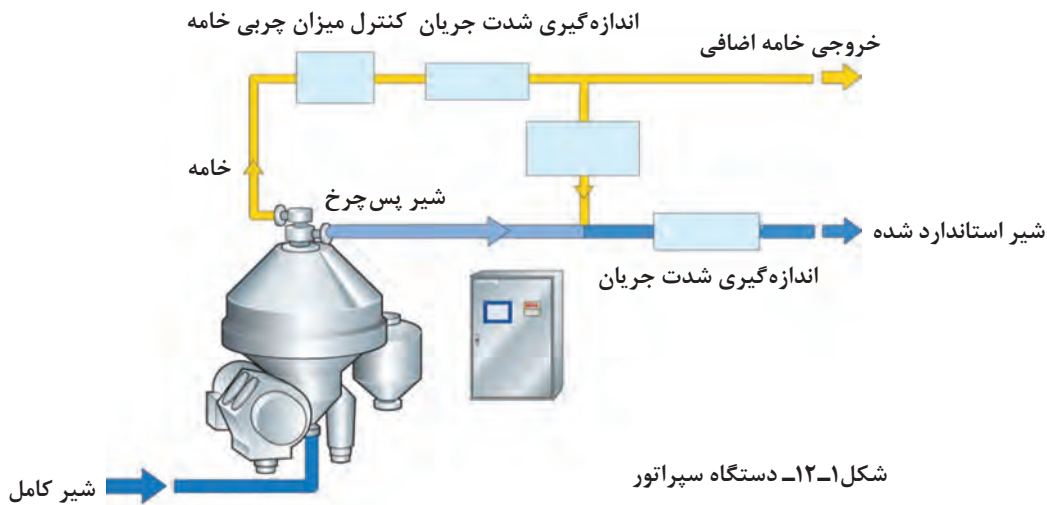 اندازه‌گیری شدت جریان
کنترل میزان چربی خامه
خروجی خامه اضافی
خامه
شیر پس‌چرخ
شیر استاندارد شده
اندازه‌گیری شدت جریان
شیر کامل
شکل۱ــ۱۲ــ دستگاه سپراتور